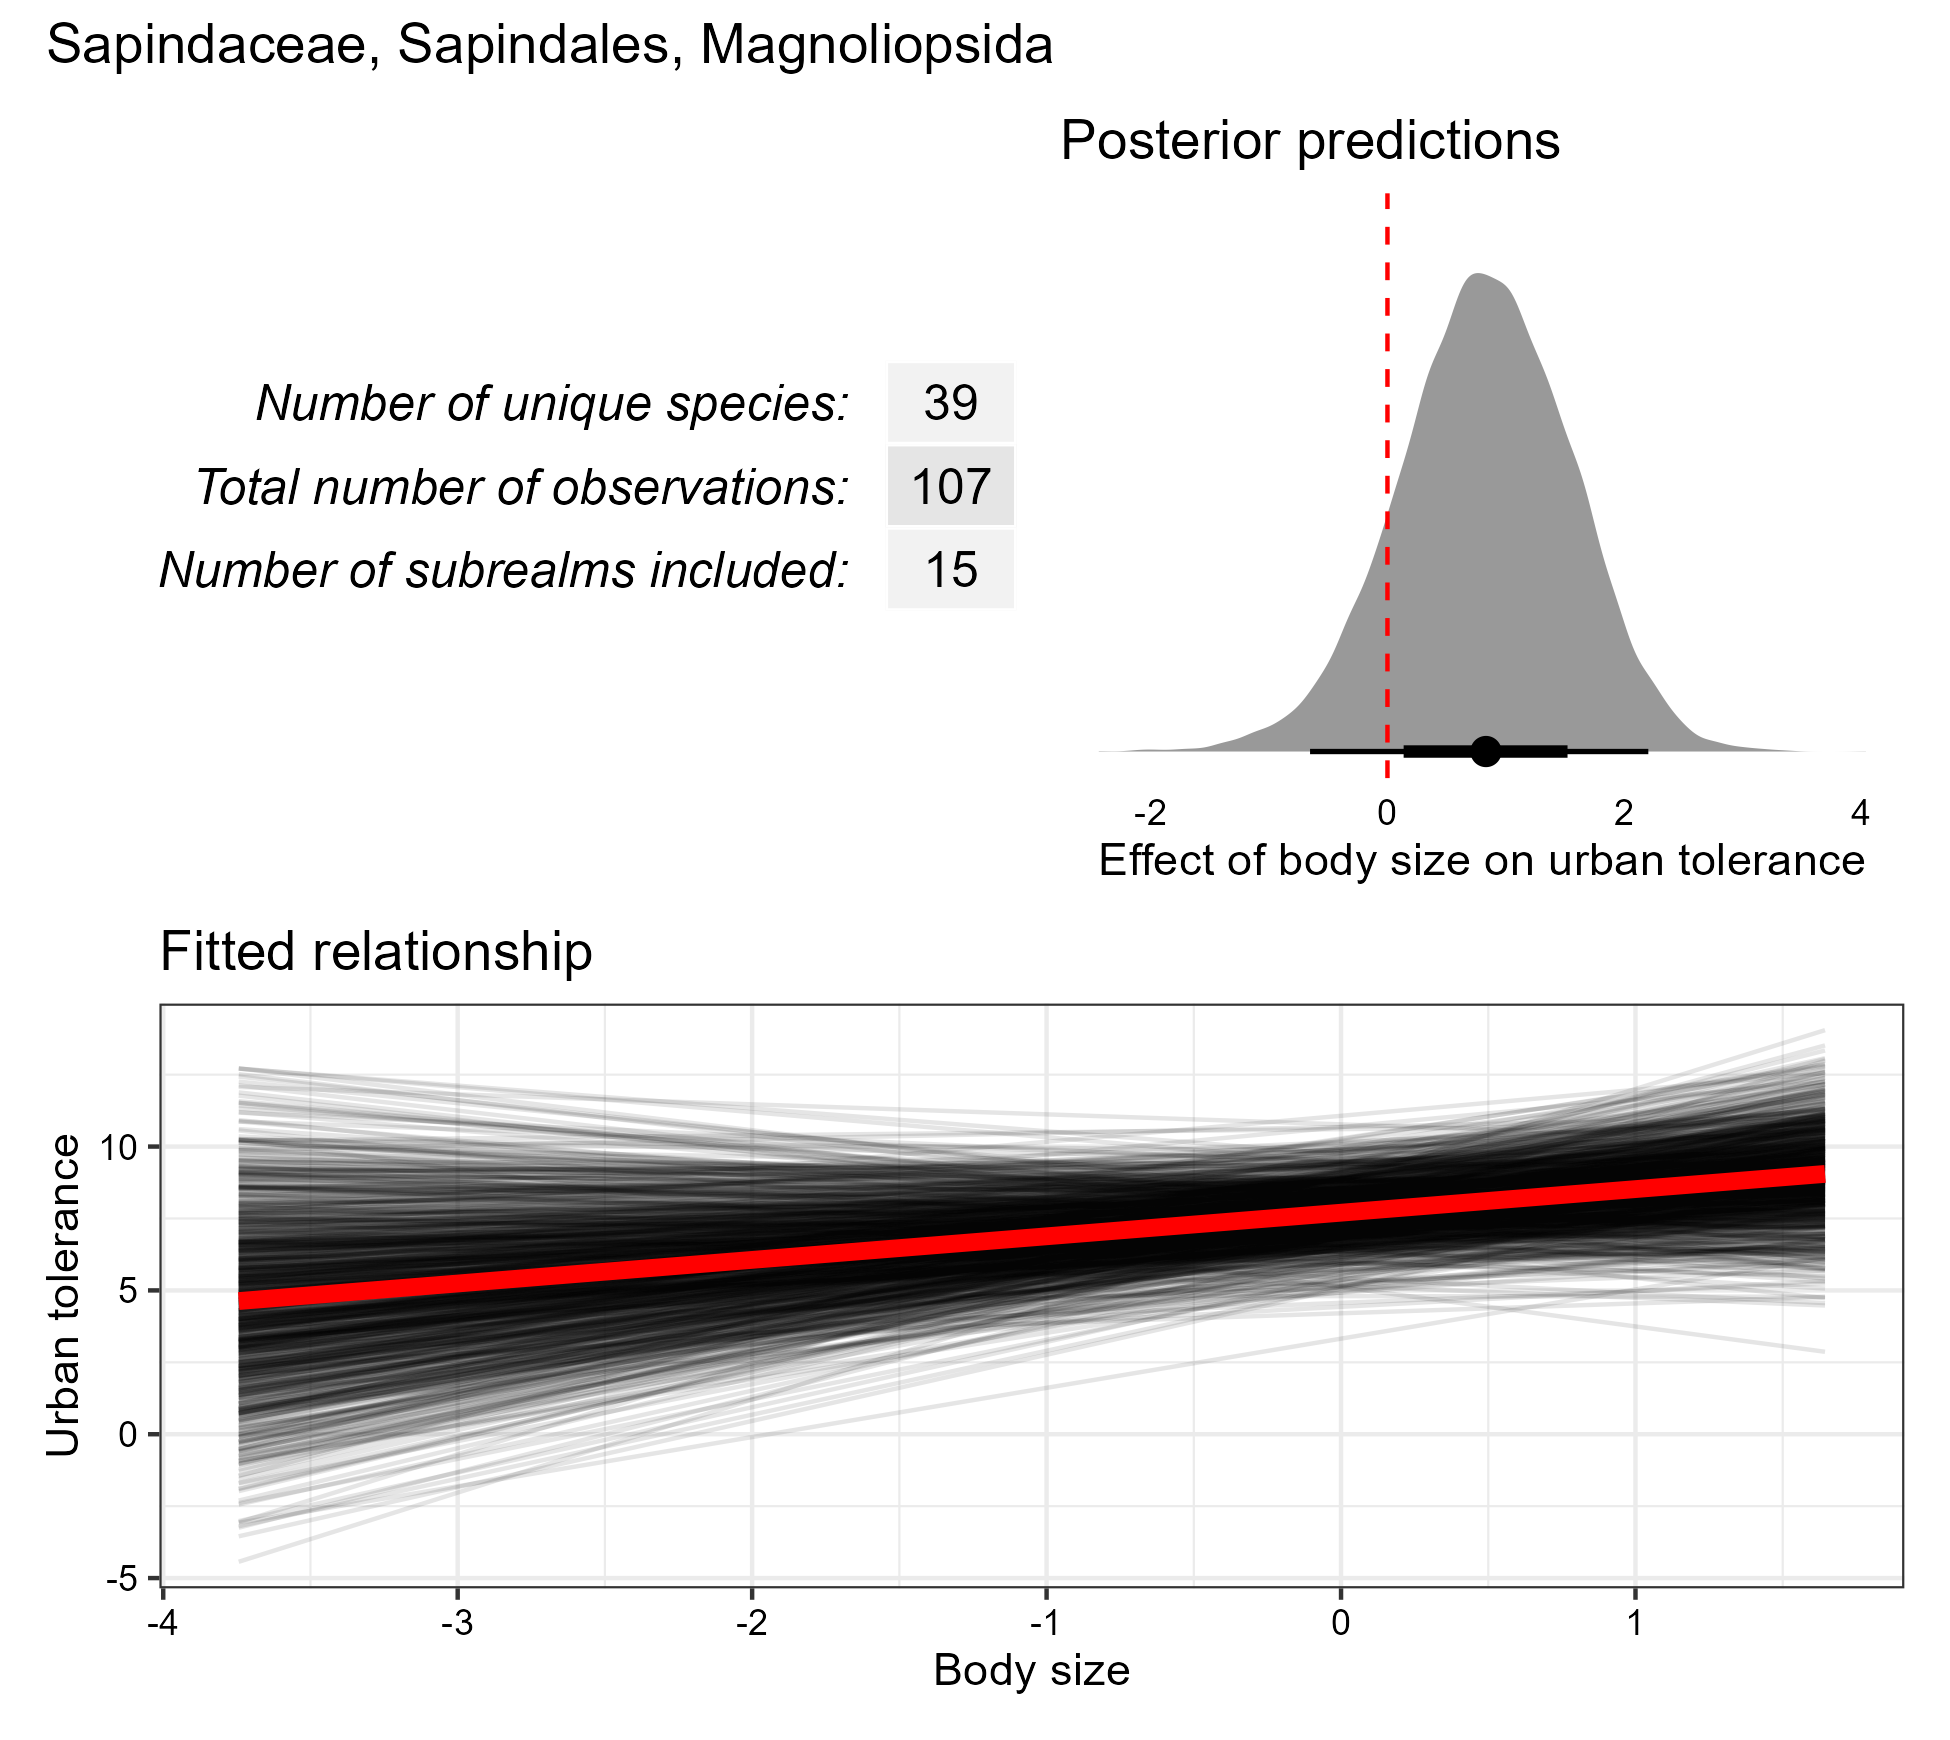 Sapindaceae, Sapindales, Magnoliopsida
Posterior predictions
Number of unique species: 39
Total number of observations: 107
Number of subrealms included: 15
-2 0 2 4
Effect of body size on urban tolerance
Fitted relationship
Urban tolerance
10
5
0
-5
-4 -3 -2 -1 0 1
Body size